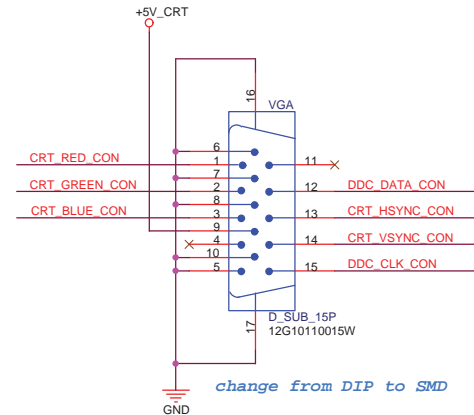 +5V_CRT
16
VGA
6
CRT_RED_CON
1
11
7
CRT_GREEN_CON
2
12
DDC_DATA_CON
8
CRT_BLUE_CON
3
13
CRT_HSYNC_CON
9
4
14
CRT_VSYNC_CON
10
5
15
DDC_CLK_CON
17
D_SUB_15P
12G10110015W
change from DIP to SMD
GND